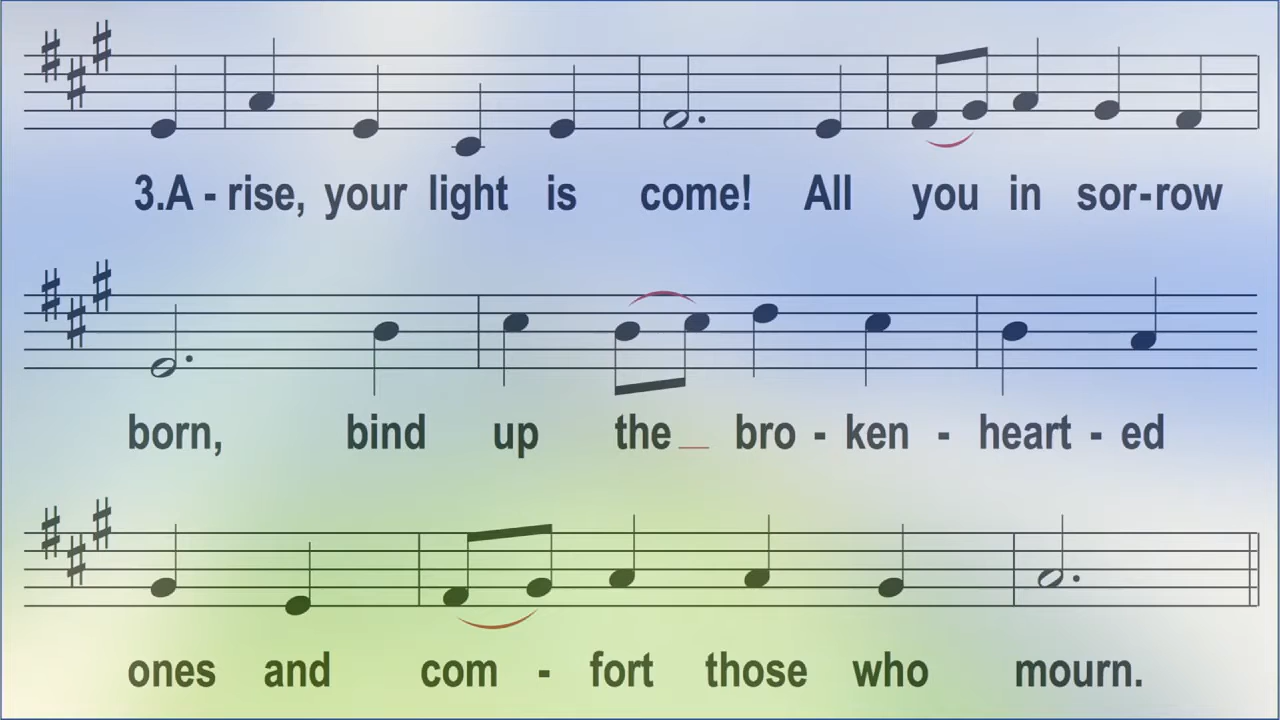 3.A - rise, your light is come! All you in sor-row
born, bind up the_ bro - ken - heart - ed
ones and com - fort those who mourn.